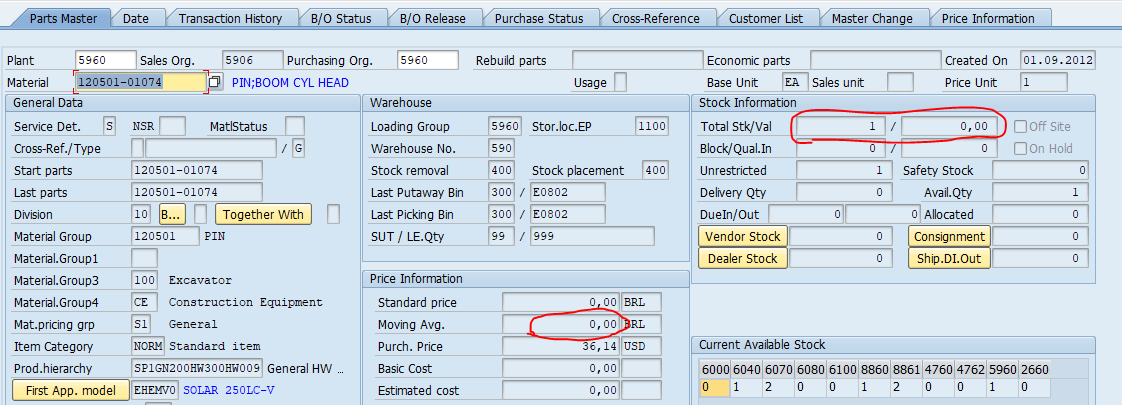 Parts Master Date Transaction History B/O Status B/O Release Purchase Status Cross-Reference Customer List Master Change Price Information
Plant 5960 Sales Org. 5906 Purchasing Org. 5960 Rebuild parts Economic parts Created On 01.09.2012
Material 120501-01074 PIN;BOOM CYL HEAD Usage Base Unit EA Sales unit Price Unit 1
General Data
Service Det. S NSR MatlStatus
Cross-Ref./Type / G
Start parts 120501-01074
Last parts 120501-01074
Division 10 B... Together With
Material Group 120501 PIN
Material.Group1
Material.Group3 100 Excavator
Material.Group4 CE Construction Equipment
Mat.pricing grp S1 General
Item Category NORM Standard item
Prod.hierarchy SP1GN200HW300HW009 General HW ...
First App. model EHEMV0 SOLAR 250LC-V
Warehouse
Loading Group 5960 Stor.loc.EP 1100
Warehouse No. 590
Stock removal 400 Stock placement 400
Last Putaway Bin 300 / E0802
Last Picking Bin 300 / E0802
SUT / LE.Qty 99 / 999
Price Information
Standard price 0,00 BRL
Moving Avg. 0,00 BRL
Purch. Price 36,14 USD
Basic Cost 0,00
Estimated cost 0,00
Stock Information
Total Stk/Val 1 / 0,00 Off Site
Block/Qual.In 0 / 0 On Hold
Unrestricted 1 Safety Stock 0
Delivery Qty 0 Avail.Qty 1
DueIn/Out 0 0 Allocated 0
Vendor Stock 0 Consignment 0
Dealer Stock 0 Ship.DI.Out 0
Current Available Stock
6000 6040 6070 6080 6100 8860 8861 4760 4762 5960 2660
0 1 2 0 0 1 2 0 0 1 0